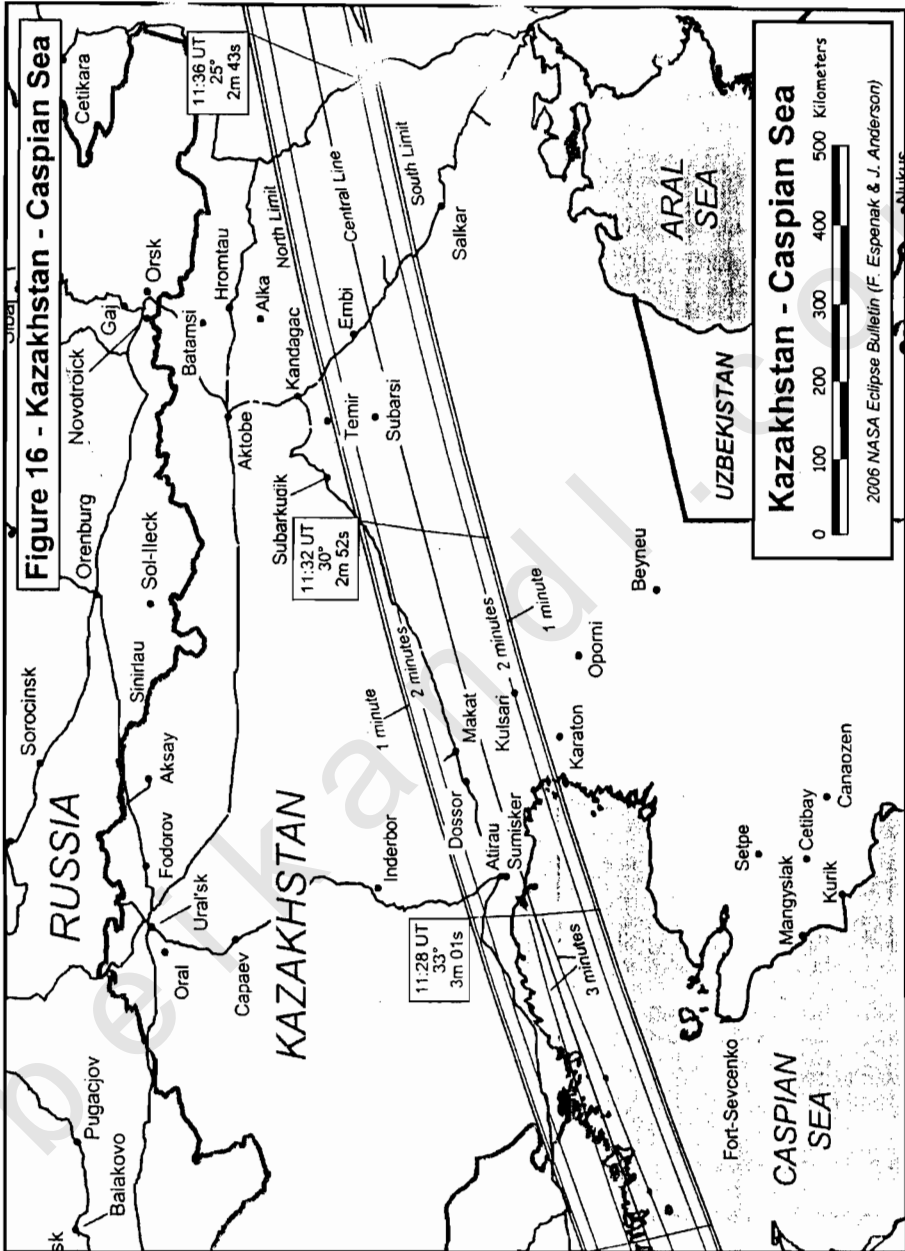 Figure 16 - Kazakhstan - Caspian Sea
Cetikara
11:36 UT
25°
2m 43s
Sorocinsk
Orenburg
Novotroick
Gaj
Orsk
RUSSIA
Sinirlau
Sol-Ileck
Batamsi
Hromtau
North Limit
Pugacjov
Balakovo
Fodorov
Aksay
Ural'sk
Oral
Capaev
Aktobe
Alka
Central Line
South Limit
Kandagac
Embi
Salkar
KAZAKHSTAN
Subarkudik
Temir
Subarsi
11:32 UT
30°
2m 52s
ARAL
SEA
Inderbor
1 minute
2 minutes
2 minutes
1 minute
11:28 UT
33°
3m 01s
Dossor
Makat
Kulsari
Atirau
Sumisker
Karaton
Oporni
Beyneu
UZBEKISTAN
3 minutes
Fort-Sevcenko
Setpe
Mangysiak
Cetibay
Kurik
Canaozen
CASPIAN
SEA
Kazakhstan - Caspian Sea
0 100 200 300 400 500 Kilometers
2006 NASA Eclipse Bulletin (F. Espenak & J. Anderson)
Nukus
sk